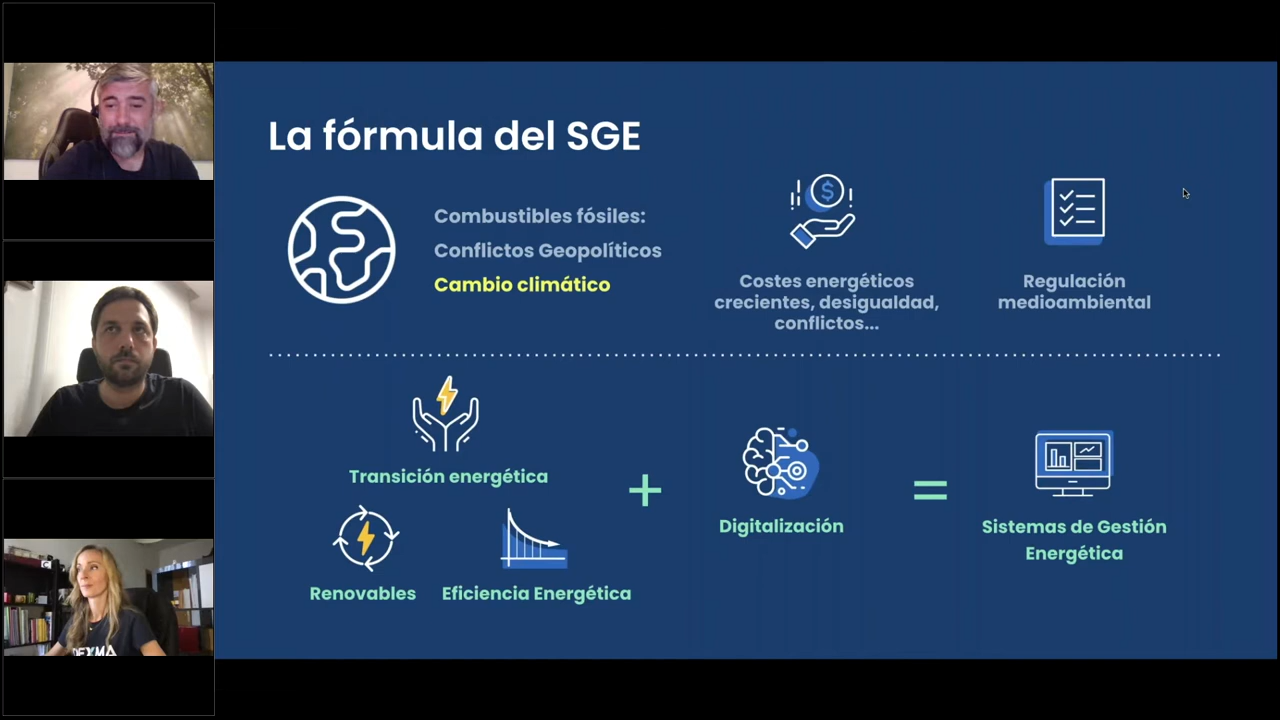 La fórmula del SGE
Combustibles fósiles:
Conflictos Geopolíticos
Cambio climático
$
Costes energéticos
crecientes, desigualdad,
conflictos...
Regulación
medioambiental
Transición energética
Renovables
Eficiencia Energética
+
Digitalización
=
Sistemas de Gestión
Energética
DEXMA